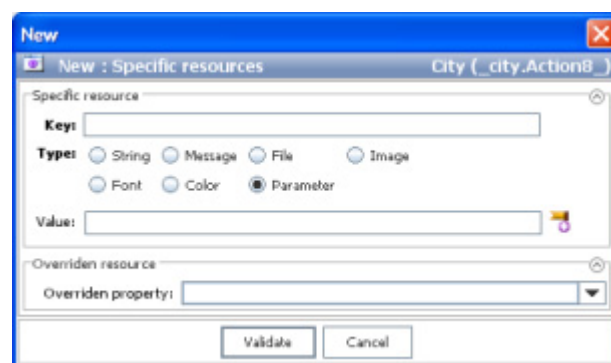 New
New : Specific resources City (_city.Action8_)
Specific resource
Key:
Type: String Message File Image
Font Color Parameter
Value:
Overriden resource
Overriden property:
Validate Cancel